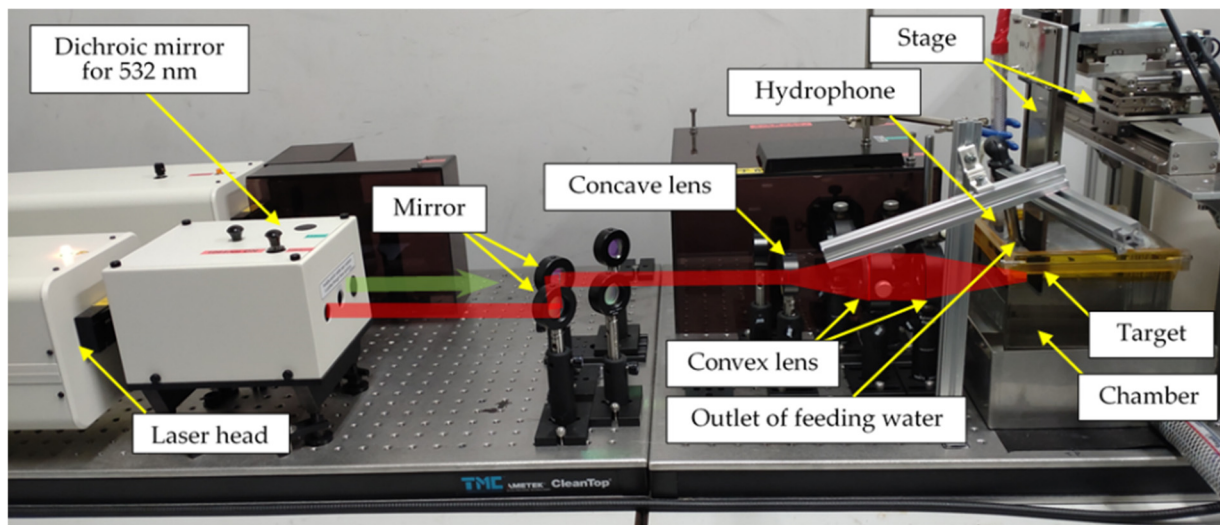 Dichroic mirror
for 532 nm
Stage
Hydrophone
Concave lens
Mirror
Target
Convex lens
Chamber
Outlet of feeding water
Laser head
TMC AMETEK CleanTop